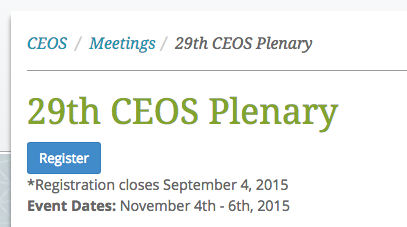 CEOS / Meetings / 29th CEOS Plenary
29th CEOS Plenary
Register
*Registration closes September 4, 2015
Event Dates: November 4th - 6th, 2015